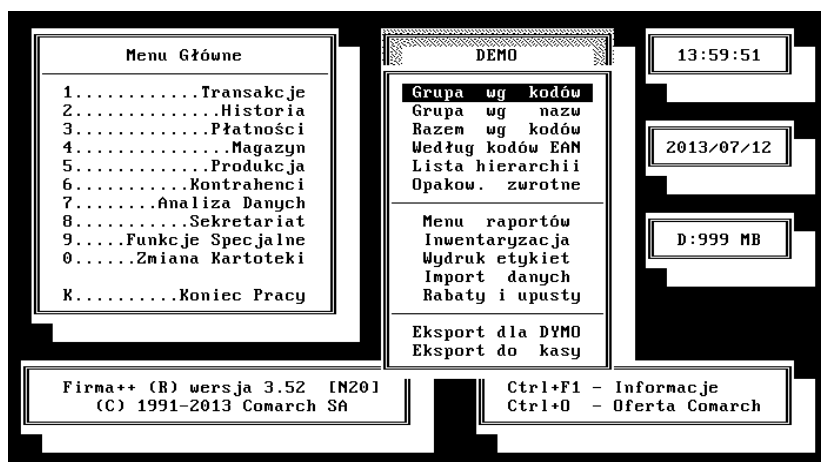 Menu Główne
1............Transakcje
2..............Historia
3.............Płatności
4...............Magazyn
5.............Produkcja
6...........Kontrahenci
7........Analiza Danych
8...........Sekretariat
9.....Funkcje Specjalne
0......Zmiana Kartoteki
K..........Koniec Pracy
DEMO
Grupa wg kodów
Grupa wg nazw
Razem wg kodów
Według kodów EAN
Lista hierarchii
Opakow. zwrotne
Menu raportów
Inwentaryzacja
Wydruk etykiet
Import danych
Rabaty i upusty
Eksport dla DYMO
Eksport do kasy
13:59:51
2013/07/12
D:999 MB
Firma++ (R) wersja 3.52 [N20]
(C) 1991-2013 Comarch SA
Ctrl+F1 - Informacje
Ctrl+O - Oferta Comarch